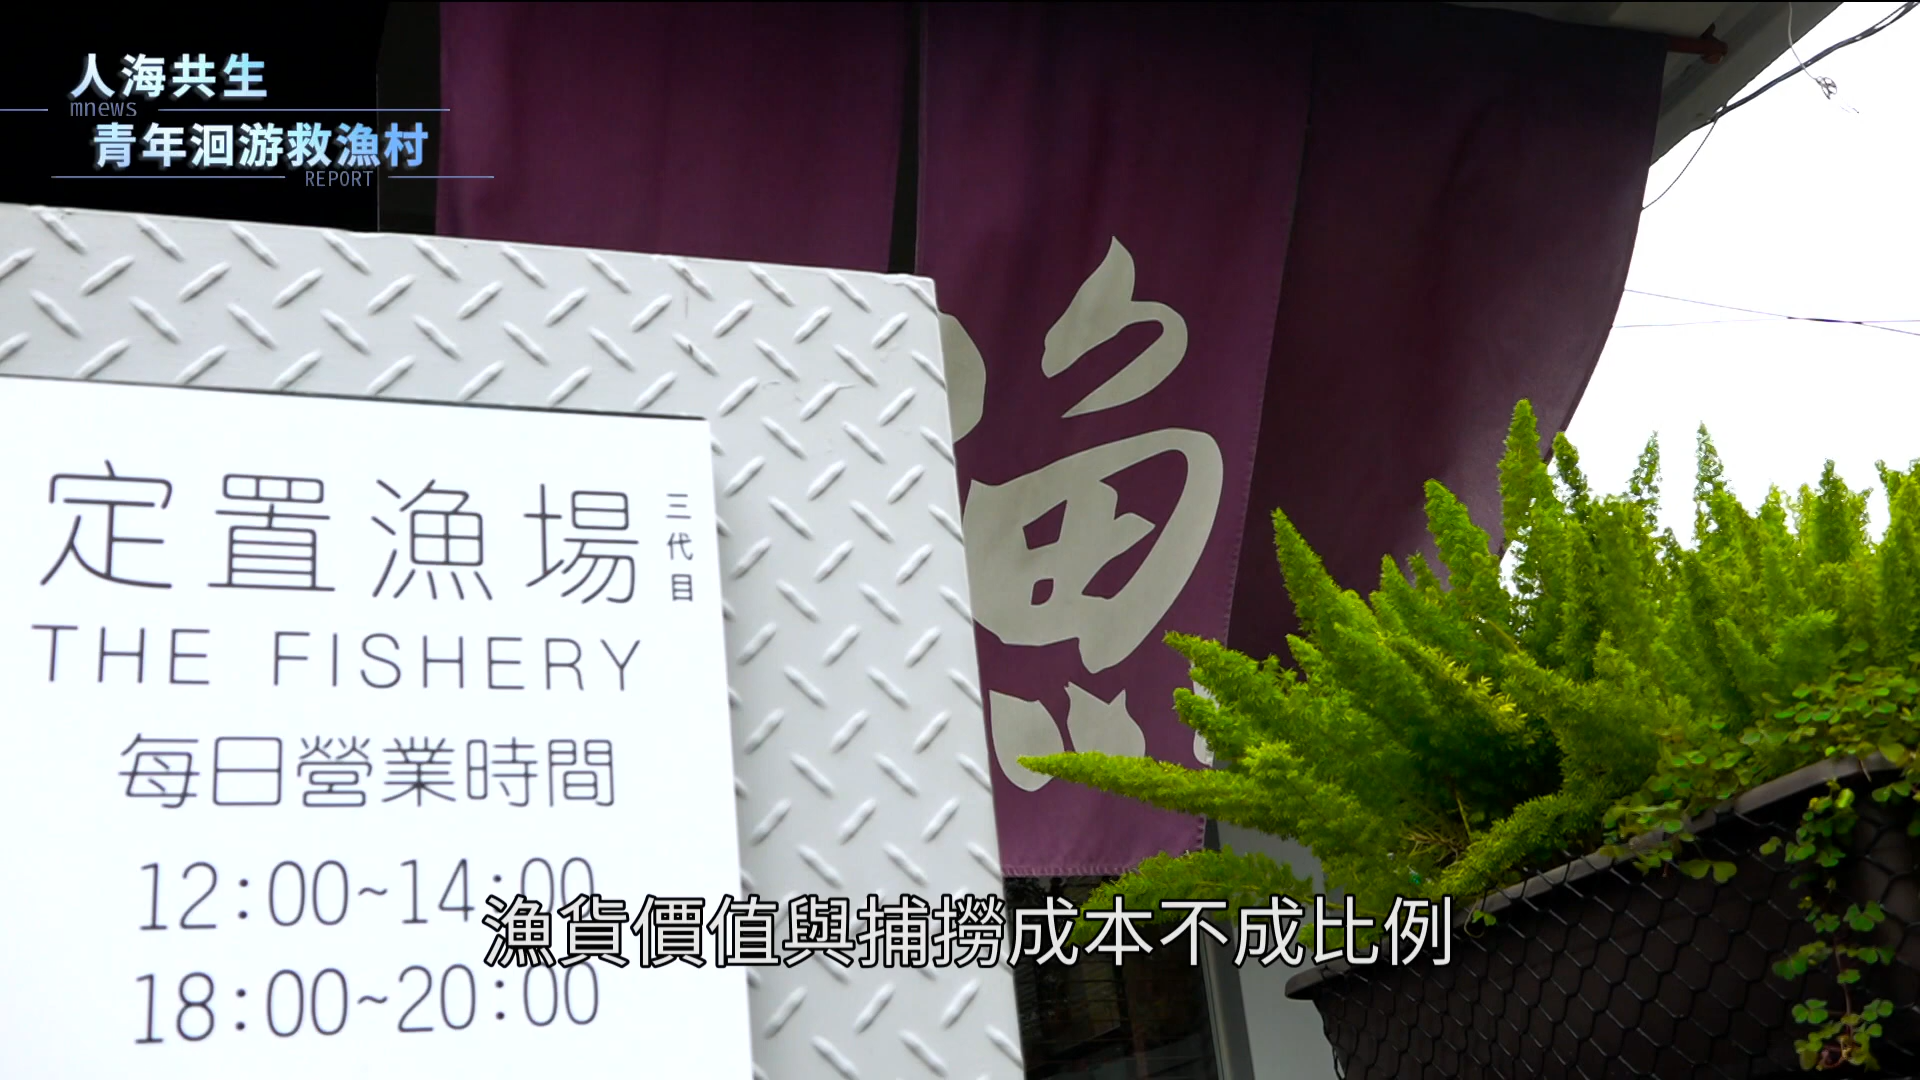 人海共生
mnews
青年洄游救漁村
REPORT
漁
定置漁場
三代目
THE FISHERY
每日營業時間
12:00~14:00
18:00~20:00
漁貨價值與捕撈成本不成比例